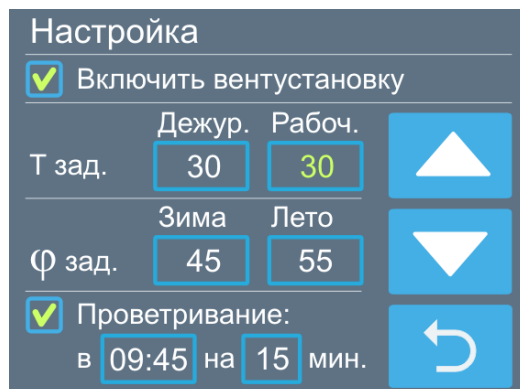 Настройка
Включить вентустановку
Дежур. Рабоч.
Т зад. 30 30
Зима Лето
φ зад. 45 55
Проветривание:
в 09:45 на 15 мин.